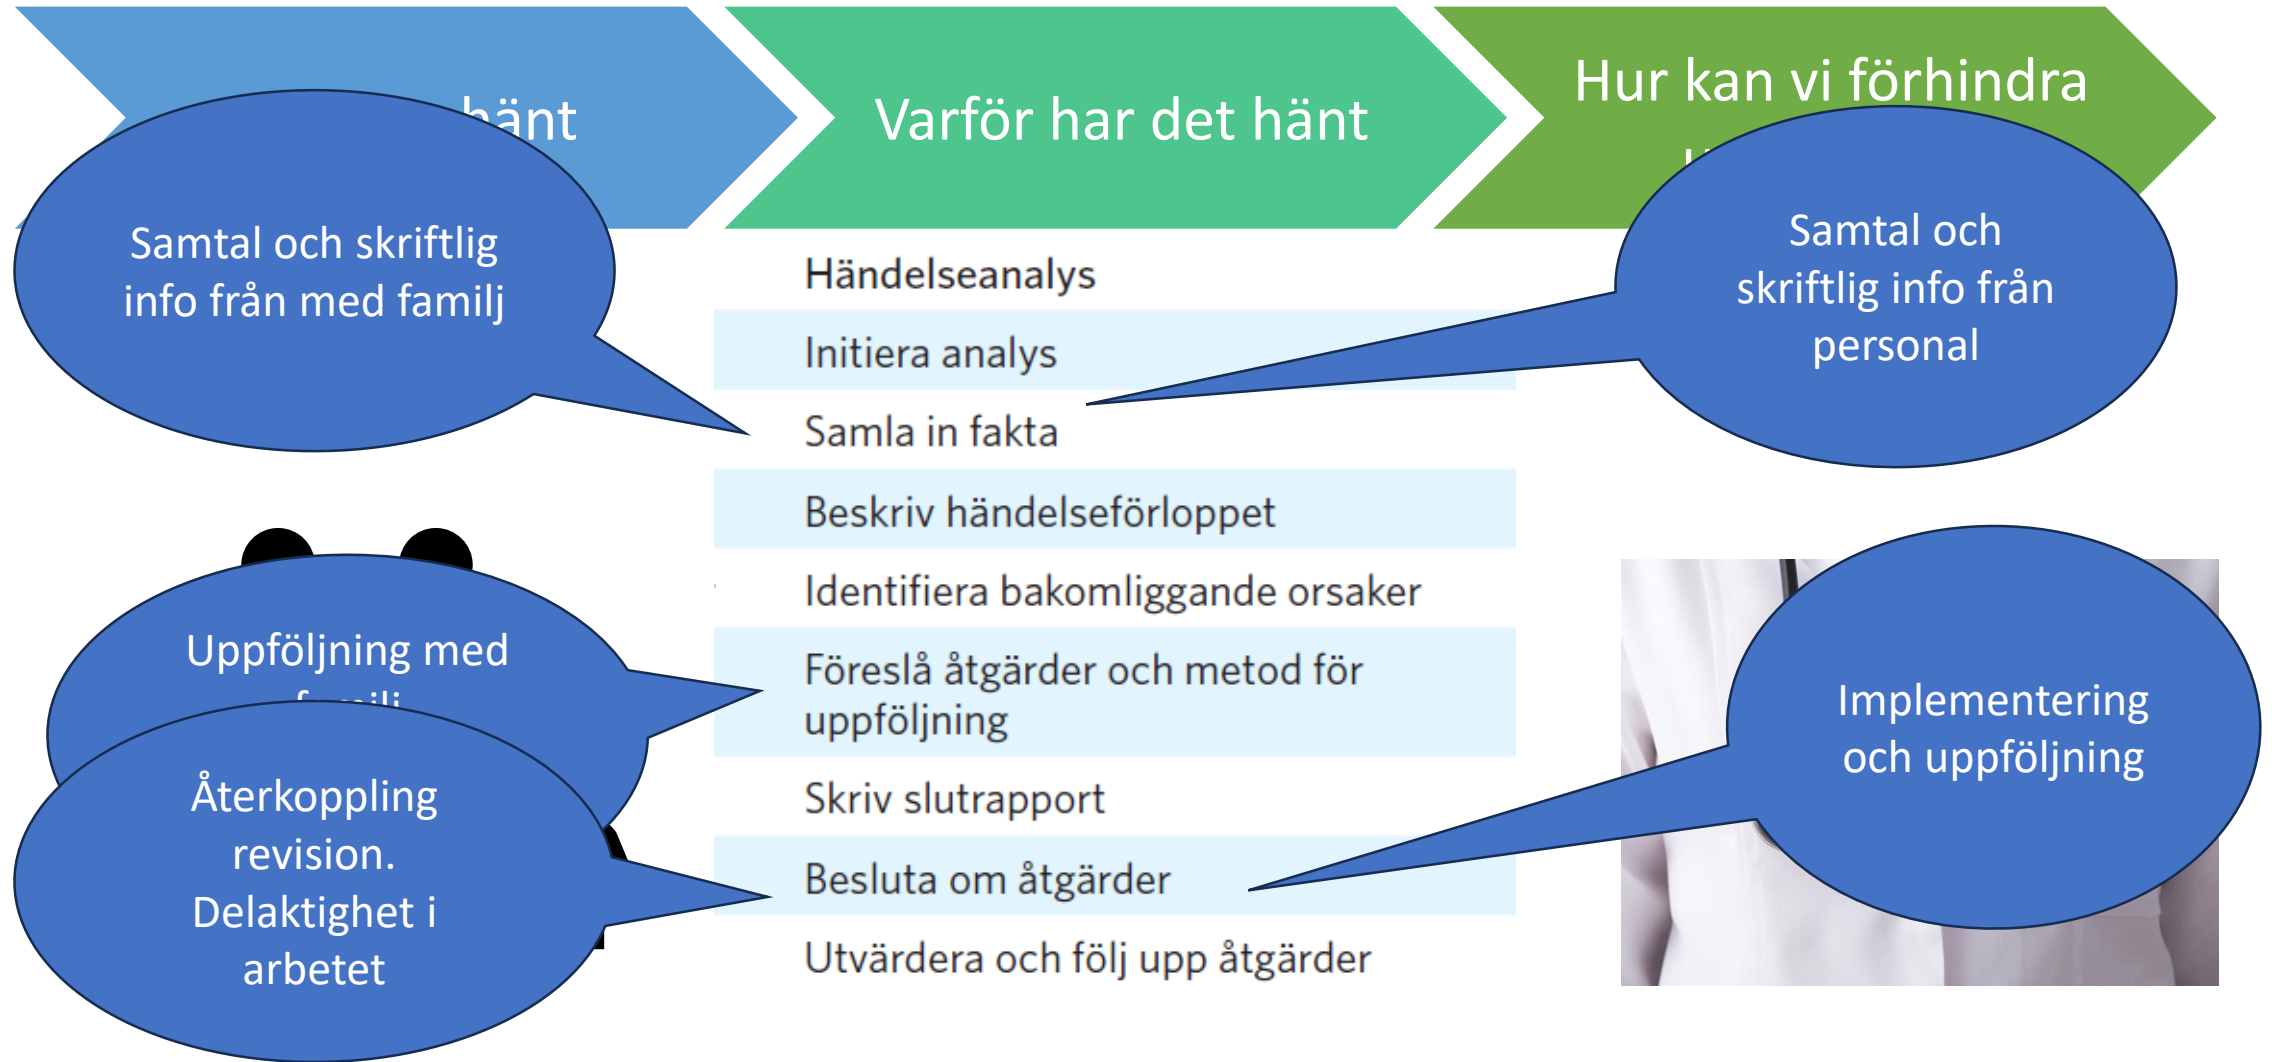 hänt
Varför har det hänt
Hur kan vi förhindra
Samtal och skriftlig
info från med familj
Samtal och
skriftlig info från
personal
Händelseanalys
Initiera analys
Samla in fakta
Beskriv händelseförloppet
Identifiera bakomliggande orsaker
Föreslå åtgärder och metod för
uppföljning
Skriv slutrapport
Besluta om åtgärder
Utvärdera och följ upp åtgärder
Uppföljning med
familj
Återkoppling
revision.
Delaktighet i
arbetet
Implementering
och uppföljning